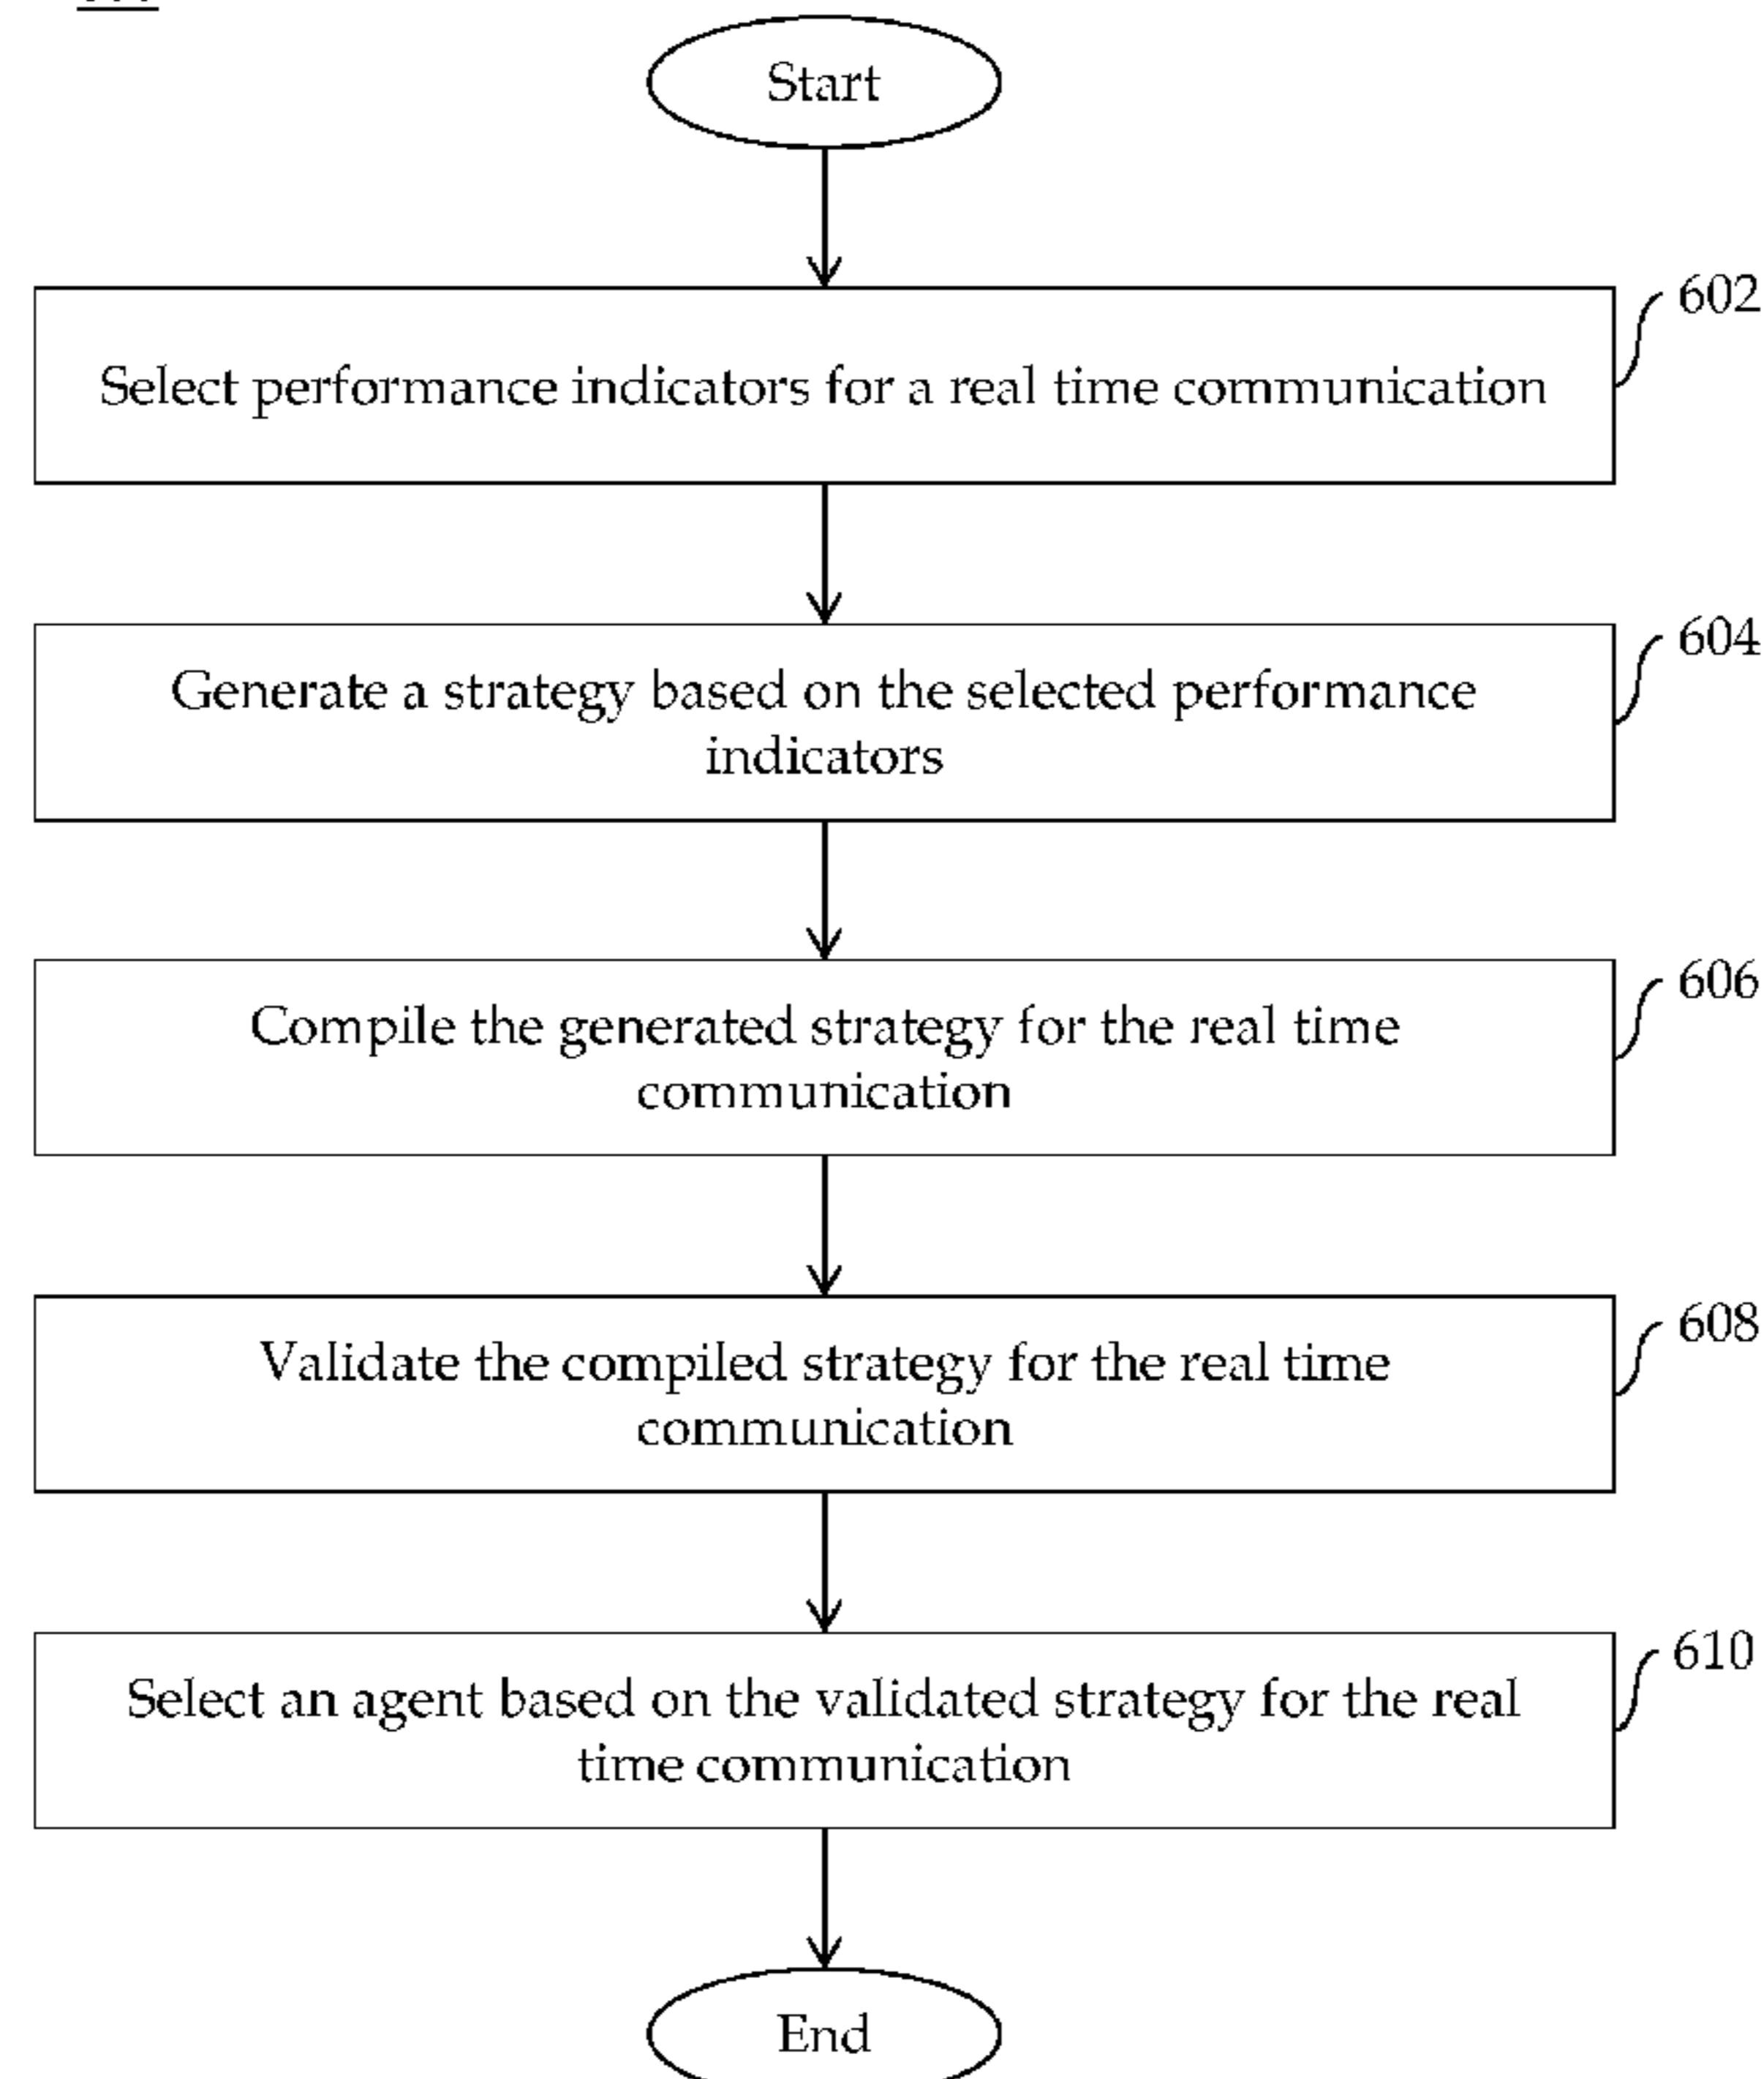 Start
602
Select performance indicators for a real time communication
604
Generate a strategy based on the selected performance
indicators
606
Compile the generated strategy for the real time
communication
608
Validate the compiled strategy for the real time
communication
610
Select an agent based on the validated strategy for the real
time communication
End